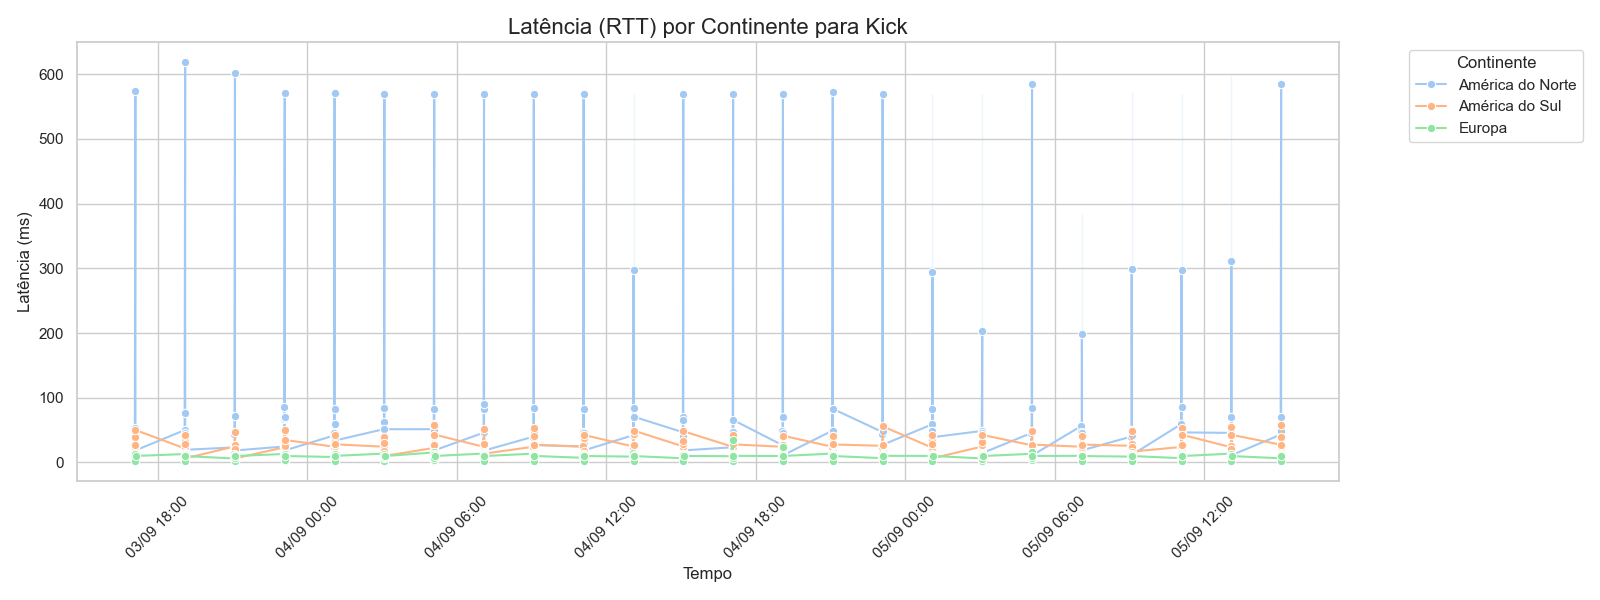 Latência (RTT) por Continente para Kick
Continente
América do Norte
América do Sul
Europa
Latência (ms)
600
500
400
300
200
100
0
03/09 18:00
04/09 00:00
04/09 06:00
04/09 12:00
04/09 18:00
05/09 00:00
05/09 06:00
05/09 12:00
Tempo